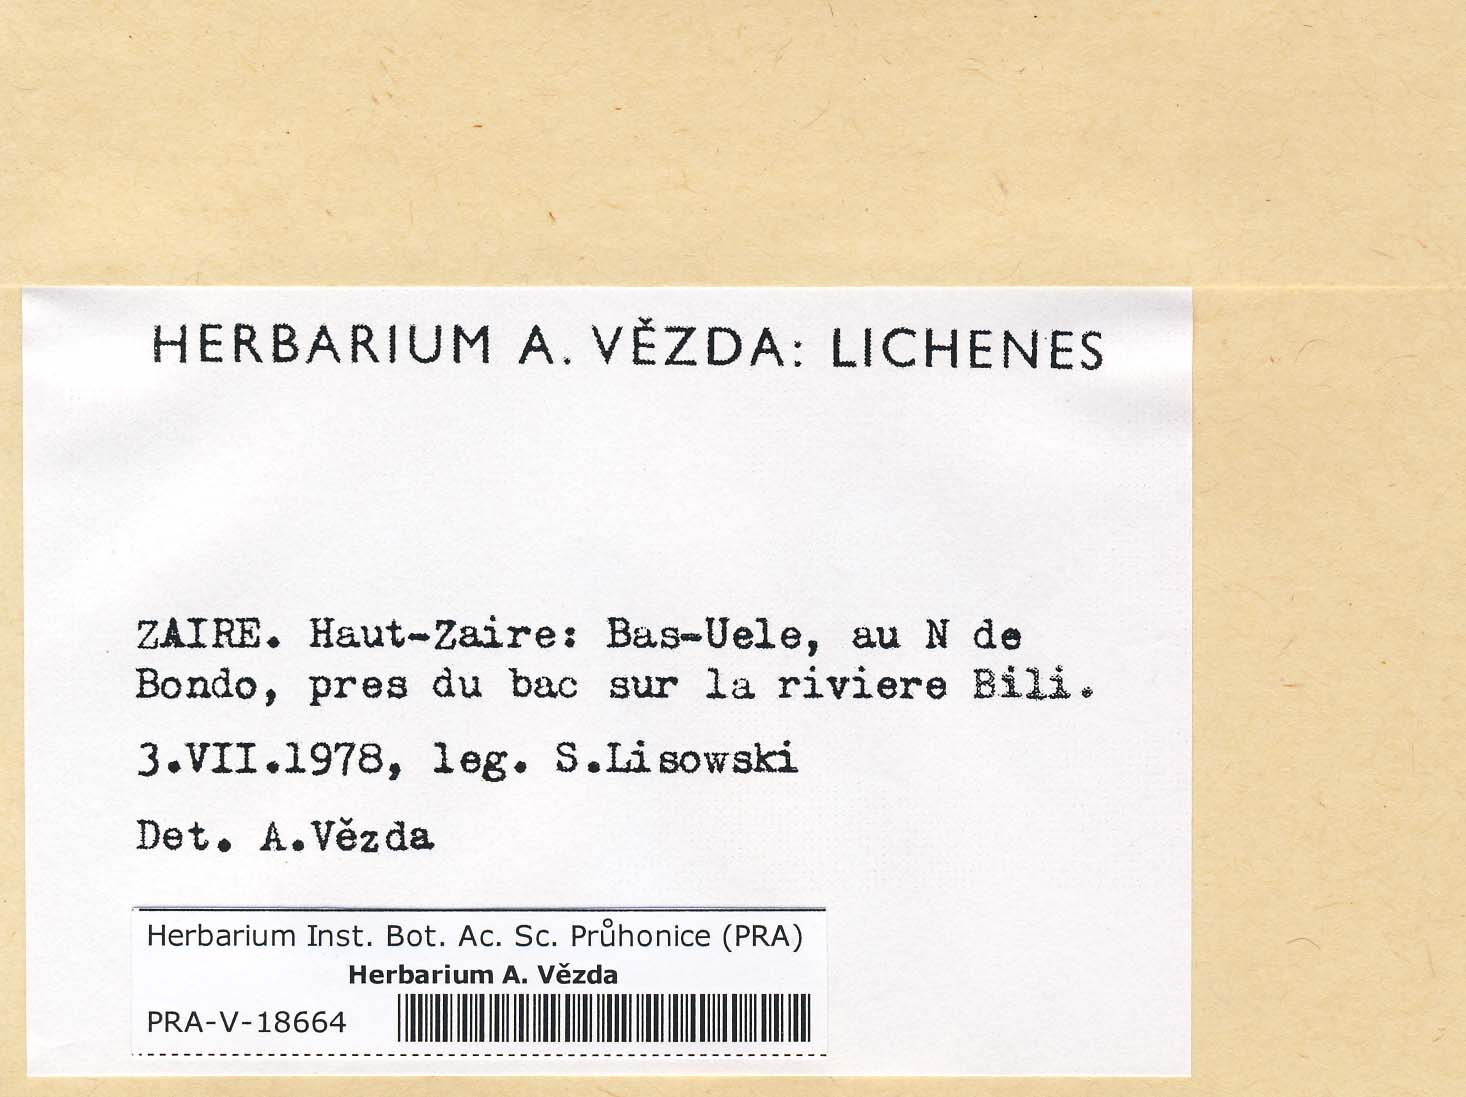 HERBARIUM A. VĚZDA: LICHENES
ZAIRE. Haut-Zaire: Bas-Uele, au N de
Bondo, pres du bac sur la riviere Bili.
3.VII.1978, leg. S.Lisowski
Det. A.Vězda
Herbarium Inst. Bot. Ac. Sc. Průhonice (PRA)
Herbarium A. Vězda
PRA-V-18664